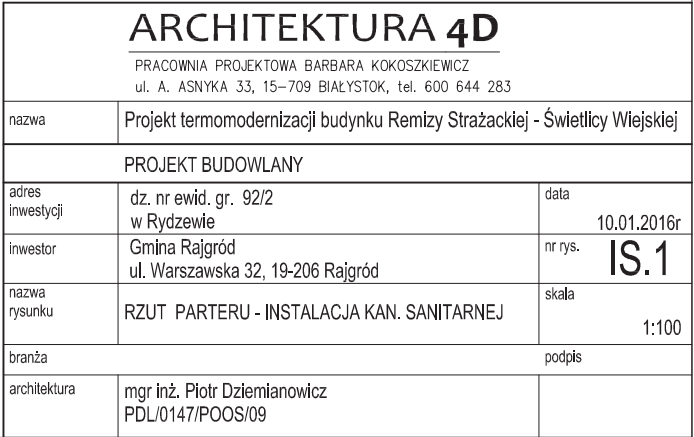 ARCHITEKTURA 4D
PRACOWNIA PROJEKTOWA BARBARA KOKOSZKIEWICZ
ul. A. ASNYKA 33, 15-709 BIAŁYSTOK, tel. 600 644 283
nazwa Projekt termomodernizacji budynku Remizy Strażackiej - Świetlicy Wiejskiej
PROJEKT BUDOWLANY
adres inwestycji
dz. nr ewid. gr. 92/2
w Rydzewie
data
10.01.2016r
inwestor
Gmina Rajgród
ul. Warszawska 32, 19-206 Rajgród
nr rys.
IS.1
nazwa
rysunku
RZUT PARTERU - INSTALACJA KAN. SANITARNEJ
skala
1:100
branża
podpis
architektura
mgr inż. Piotr Dziemianowicz
PDL/0147/POOS/09